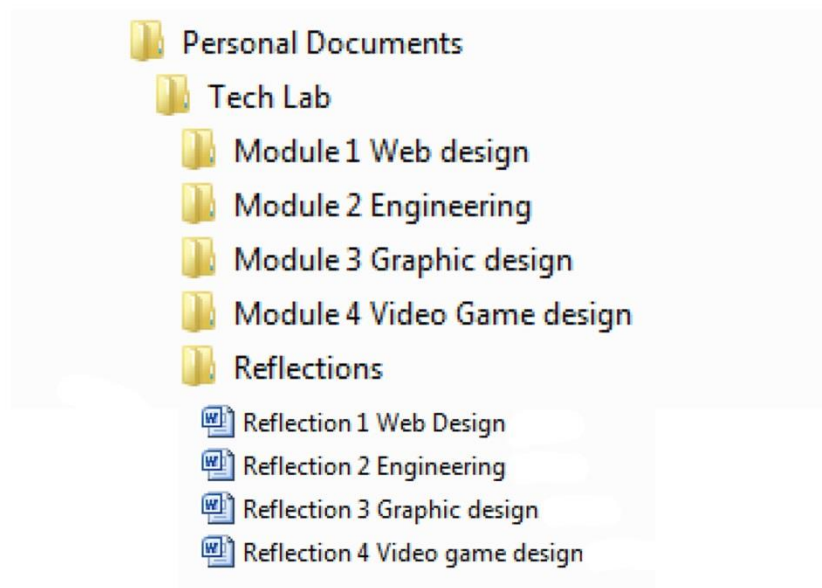 Personal Documents
Tech Lab
Module 1 Web design
Module 2 Engineering
Module 3 Graphic design
Module 4 Video Game design
Reflections
Reflection 1 Web Design
Reflection 2 Engineering
Reflection 3 Graphic design
Reflection 4 Video game design